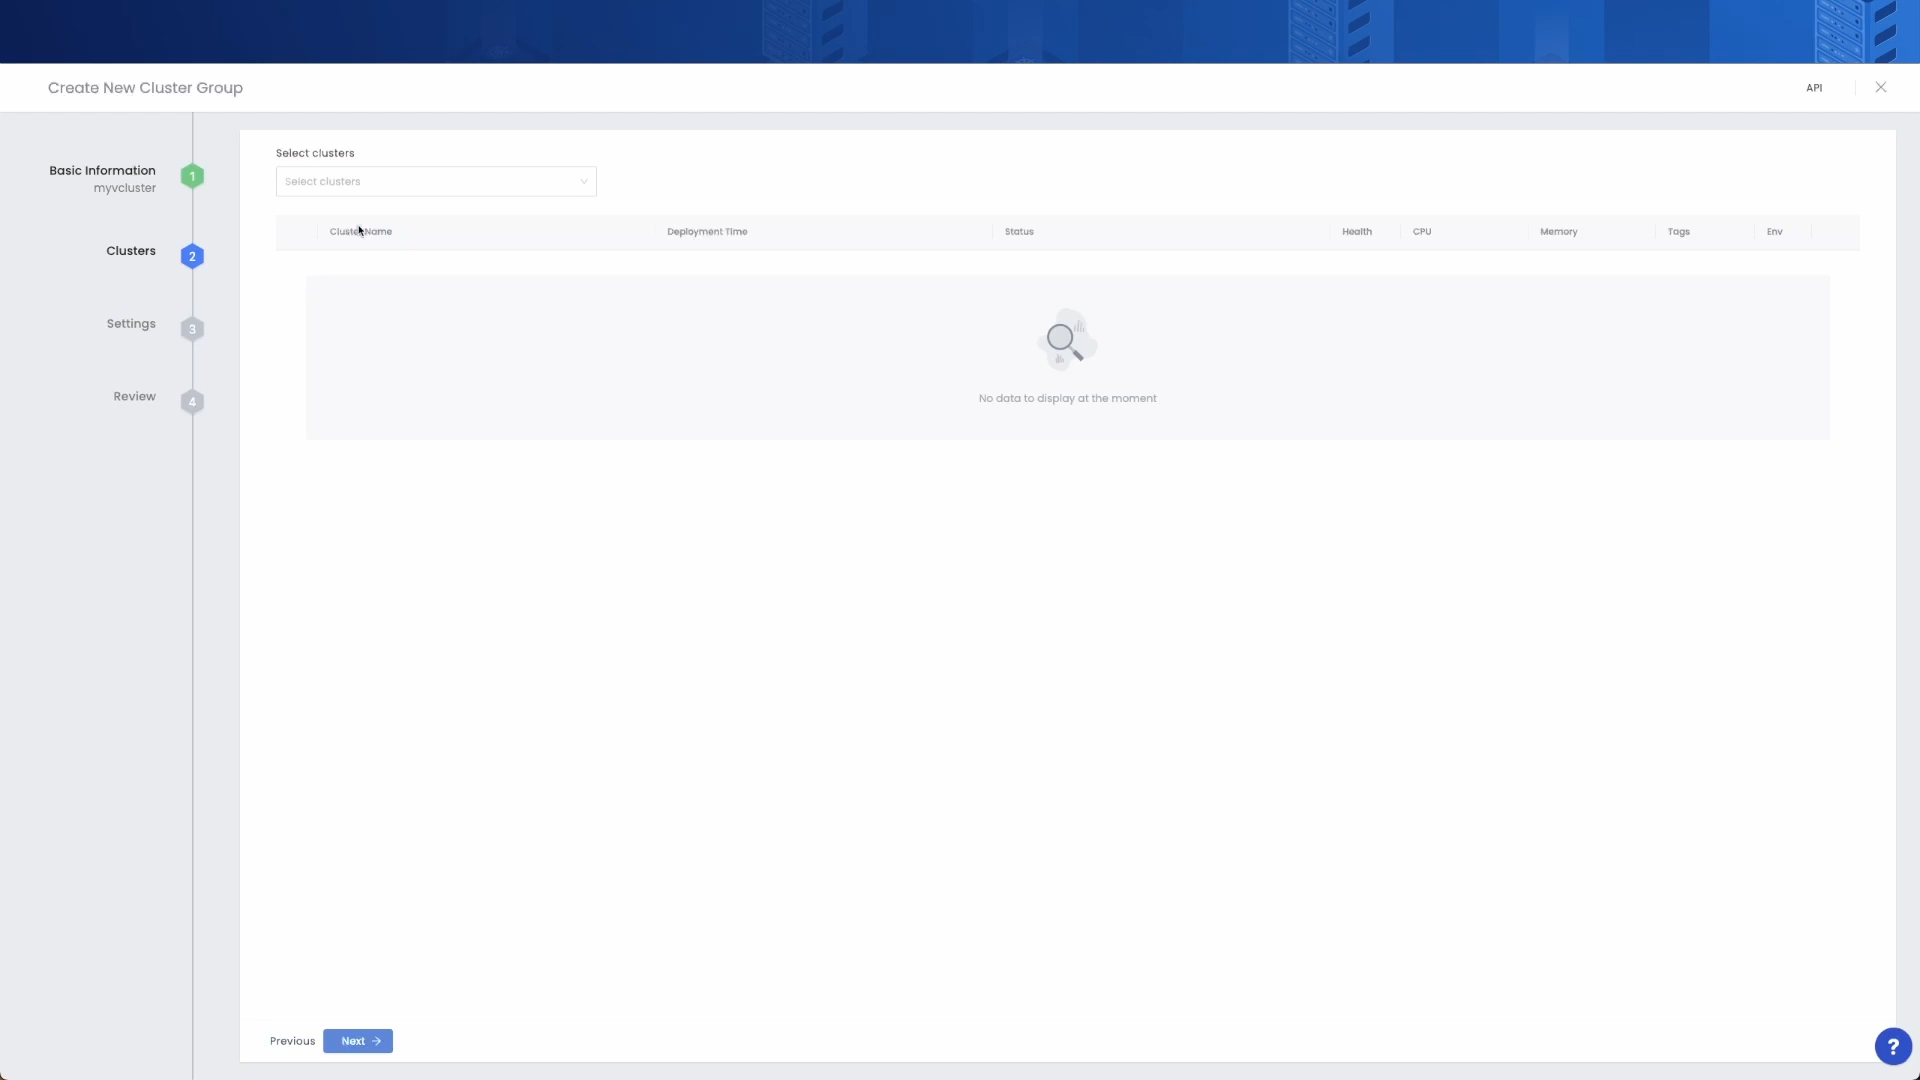 Create New Cluster Group
API
Basic Information
myvcluster
1
Clusters
2
Settings
3
Review
4
Select clusters
Select clusters
Cluster Name
Deployment Time
Status
Health
CPU
Memory
Tags
Env
No data to display at the moment
Previous
Next
?